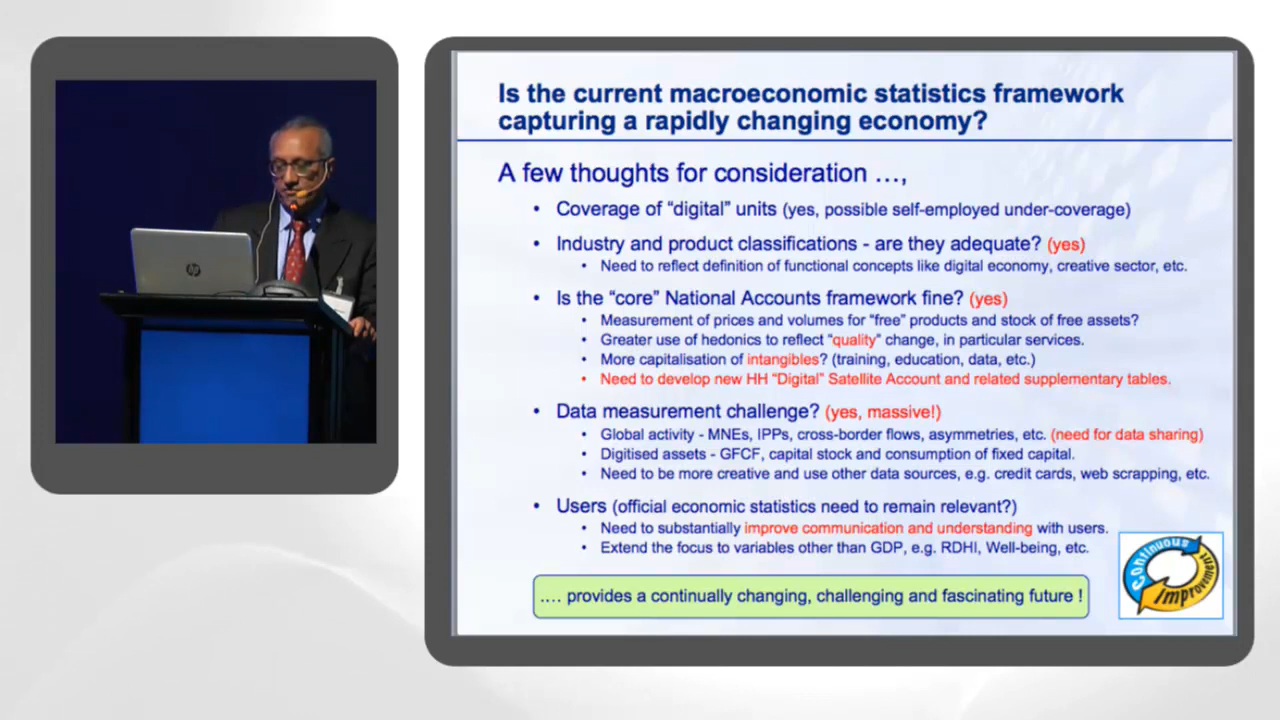 Is the current macroeconomic statistics framework
capturing a rapidly changing economy?
A few thoughts for consideration …,
• Coverage of “digital” units (yes, possible self-employed under-coverage)
• Industry and product classifications - are they adequate? (yes)
• Need to reflect definition of functional concepts like digital economy, creative sector, etc.
• Is the “core” National Accounts framework fine? (yes)
• Measurement of prices and volumes for “free” products and stock of free assets?
• Greater use of hedonics to reflect “quality” change, in particular services.
• More capitalisation of intangibles? (training, education, data, etc.)
• Need to develop new HH “Digital” Satellite Account and related supplementary tables.
• Data measurement challenge? (yes, massive!)
• Global activity - MNEs, IPPs, cross-border flows, asymmetries, etc. (need for data sharing)
• Digitised assets - GFCF, capital stock and consumption of fixed capital.
• Need to be more creative and use other data sources, e.g. credit cards, web scrapping, etc.
• Users (official economic statistics need to remain relevant?)
• Need to substantially improve communication and understanding with users.
• Extend the focus to variables other than GDP, e.g. RDHI, Well-being, etc.
.... provides a continually changing, challenging and fascinating future !
Continuous
Improvement
hp